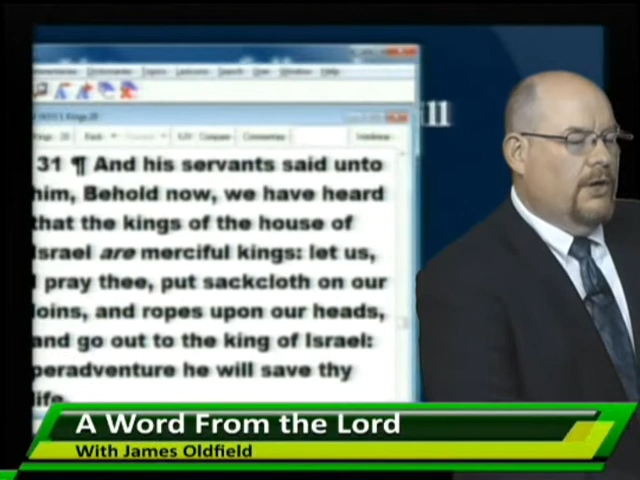 ill
31 ¶ And his servants said unto
him, Behold now, we have heard
that the kings of the house of
Israel are merciful kings: let us,
I pray thee, put sackcloth on our
loins, and ropes upon our heads,
and go out to the king of Israel:
peradventure he will save thy
life.
A Word From the Lord
With James Oldfield